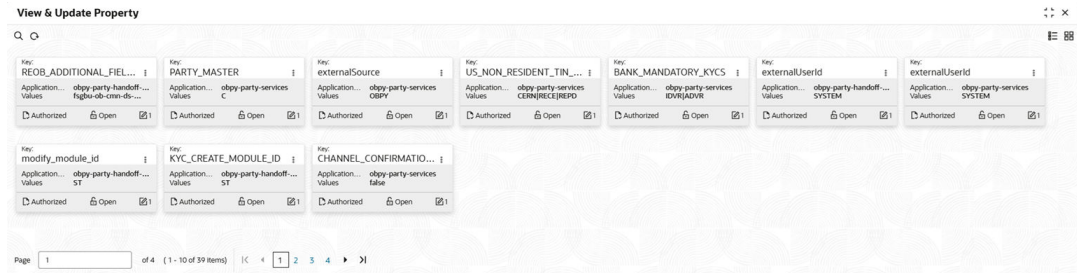 View & Update Property
Key:
REOB_ADDITIONAL_FIEL...
Application... obpy-party-handoff-...
Values fsgbu-ob-cmn-ds-...
Authorized Open 1
Key:
PARTY_MASTER
Application... obpy-party-services
Values C
Authorized Open 1
Key:
externalSource
Application... obpy-party-services
Values OBPY
Authorized Open 1
Key:
US_NON_RESIDENT_TIN_...
Application... obpy-party-services
Values CERN|RECE|REPD
Authorized Open 1
Key:
BANK_MANDATORY_KYCS
Application... obpy-party-services
Values IDVR|ADVR
Authorized Open 1
Key:
externalUserId
Application... obpy-party-handoff-...
Values SYSTEM
Authorized Open 1
Key:
externalUserId
Application... obpy-party-services
Values SYSTEM
Authorized Open 1
Key:
modify_module_id
Application... obpy-party-handoff-...
Values ST
Authorized Open 1
Key:
KYC_CREATE_MODULE_ID
Application... obpy-party-handoff-...
Values ST
Authorized Open 1
Key:
CHANNEL_CONFIRMATIO...
Application... obpy-party-services
Values false
Authorized Open 1
Page 1 of 4 (1 - 10 of 39 items) 1 2 3 4